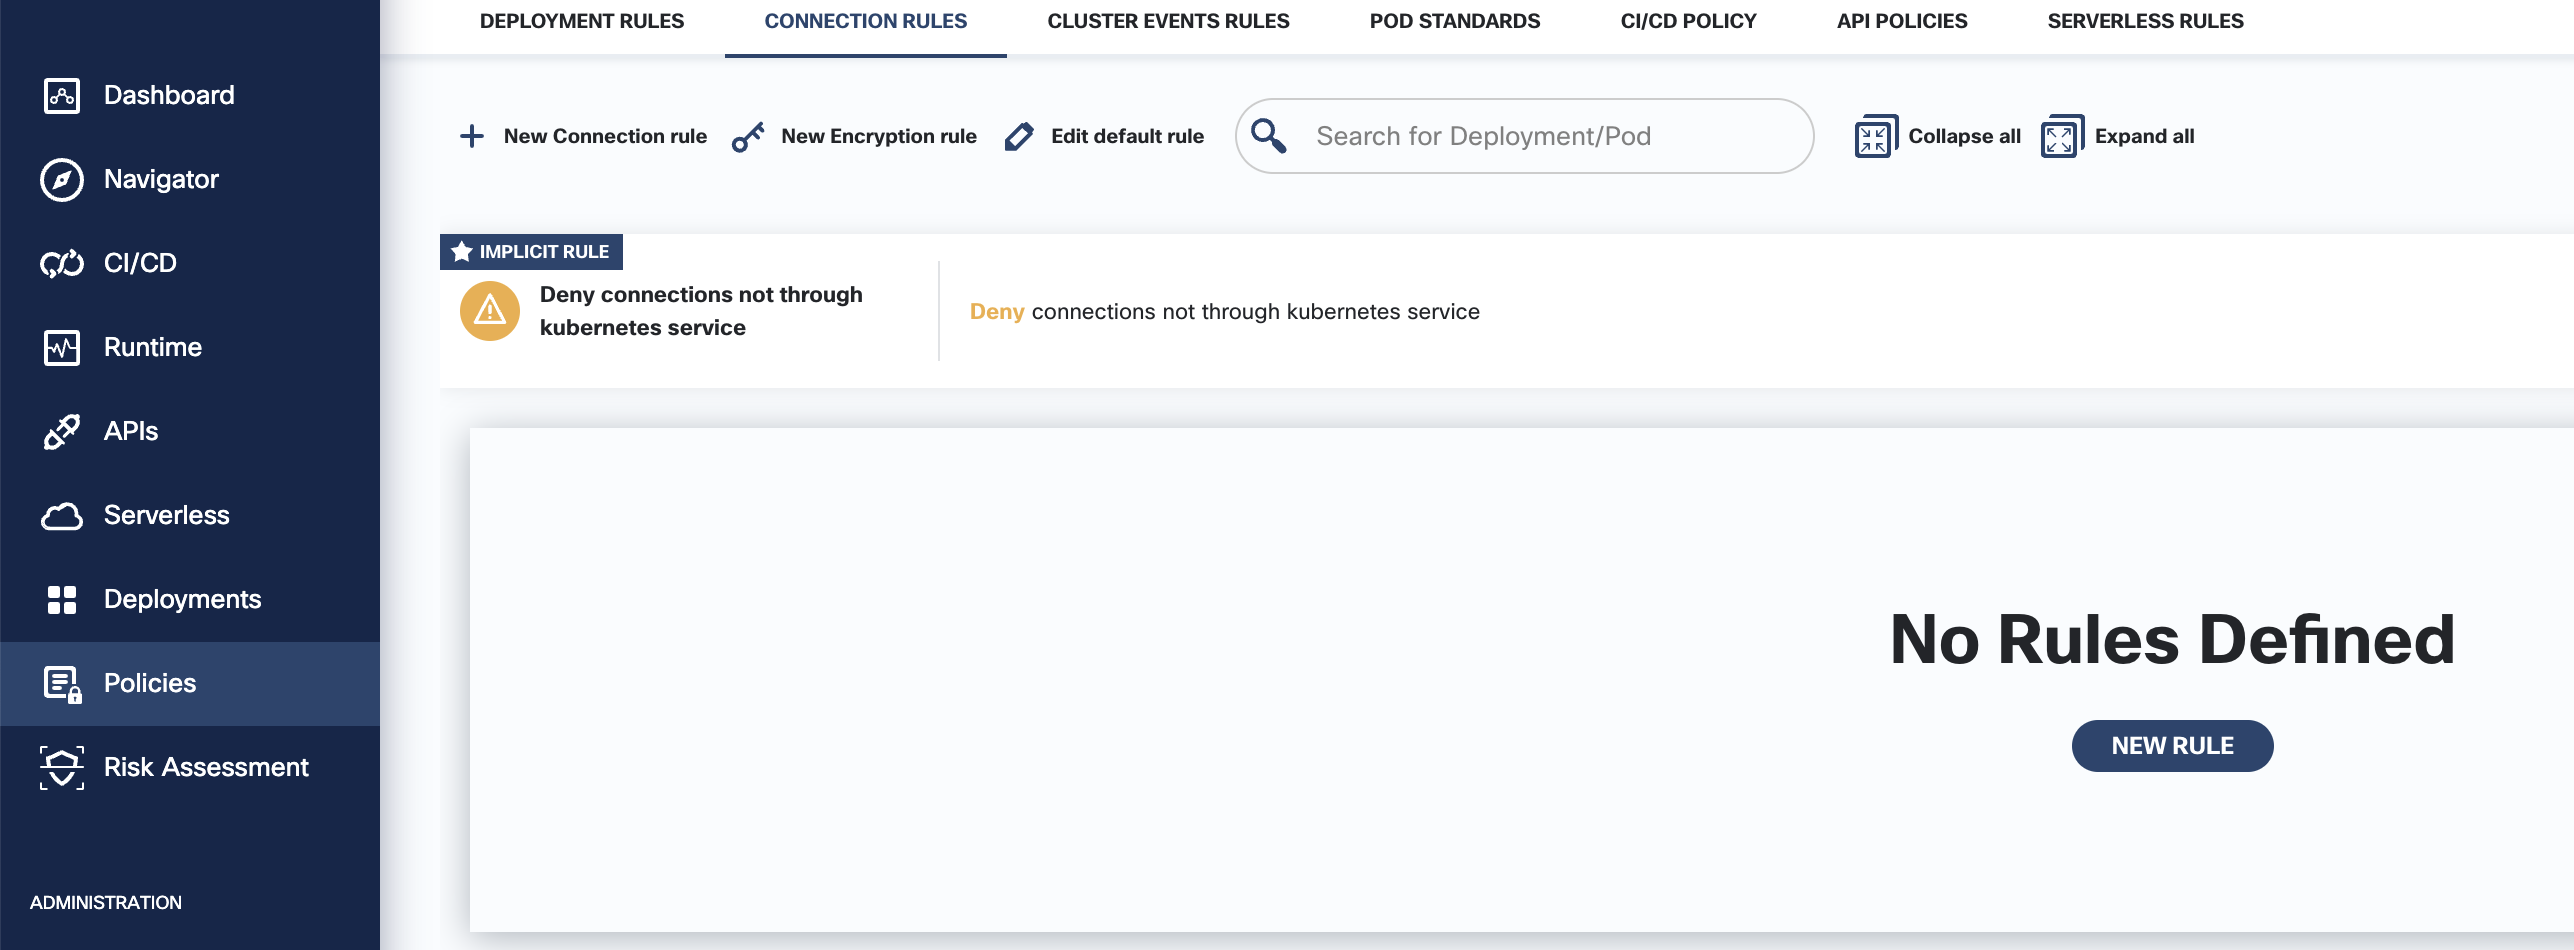 DEPLOYMENT RULES CONNECTION RULES CLUSTER EVENTS RULES POD STANDARDS CI/CD POLICY API POLICIES SERVERLESS RULES
Dashboard
Navigator
CI/CD
Runtime
APIs
Serverless
Deployments
Policies
Risk Assessment
ADMINISTRATION
New Connection rule New Encryption rule Edit default rule Search for Deployment/Pod Collapse all Expand all
IMPLICIT RULE
Deny connections not through
kubernetes service
Deny connections not through kubernetes service
No Rules Defined
NEW RULE